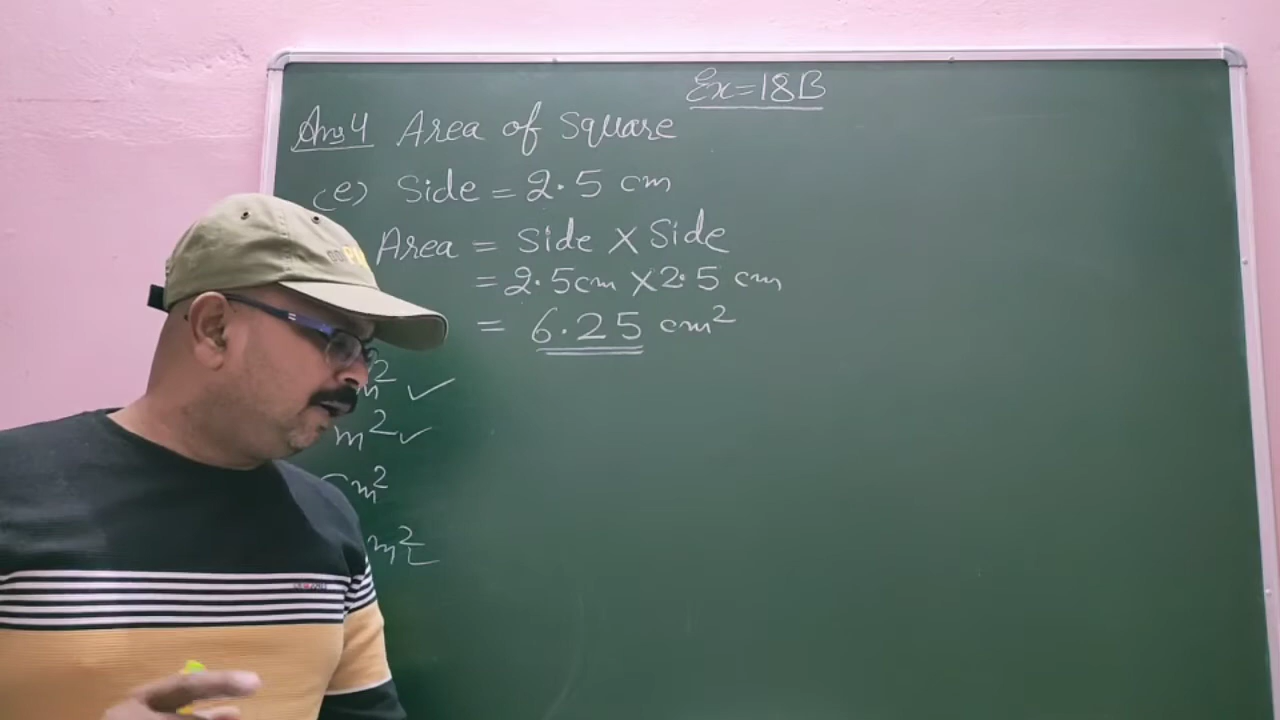 Ex=18B
Ans 4 Area of Square
(e) Side = 2.5 cm
Area = Side × Side
= 2.5cm × 2.5 cm
= 6.25 cm²
m² ✓
m² ✓
cm²
m²